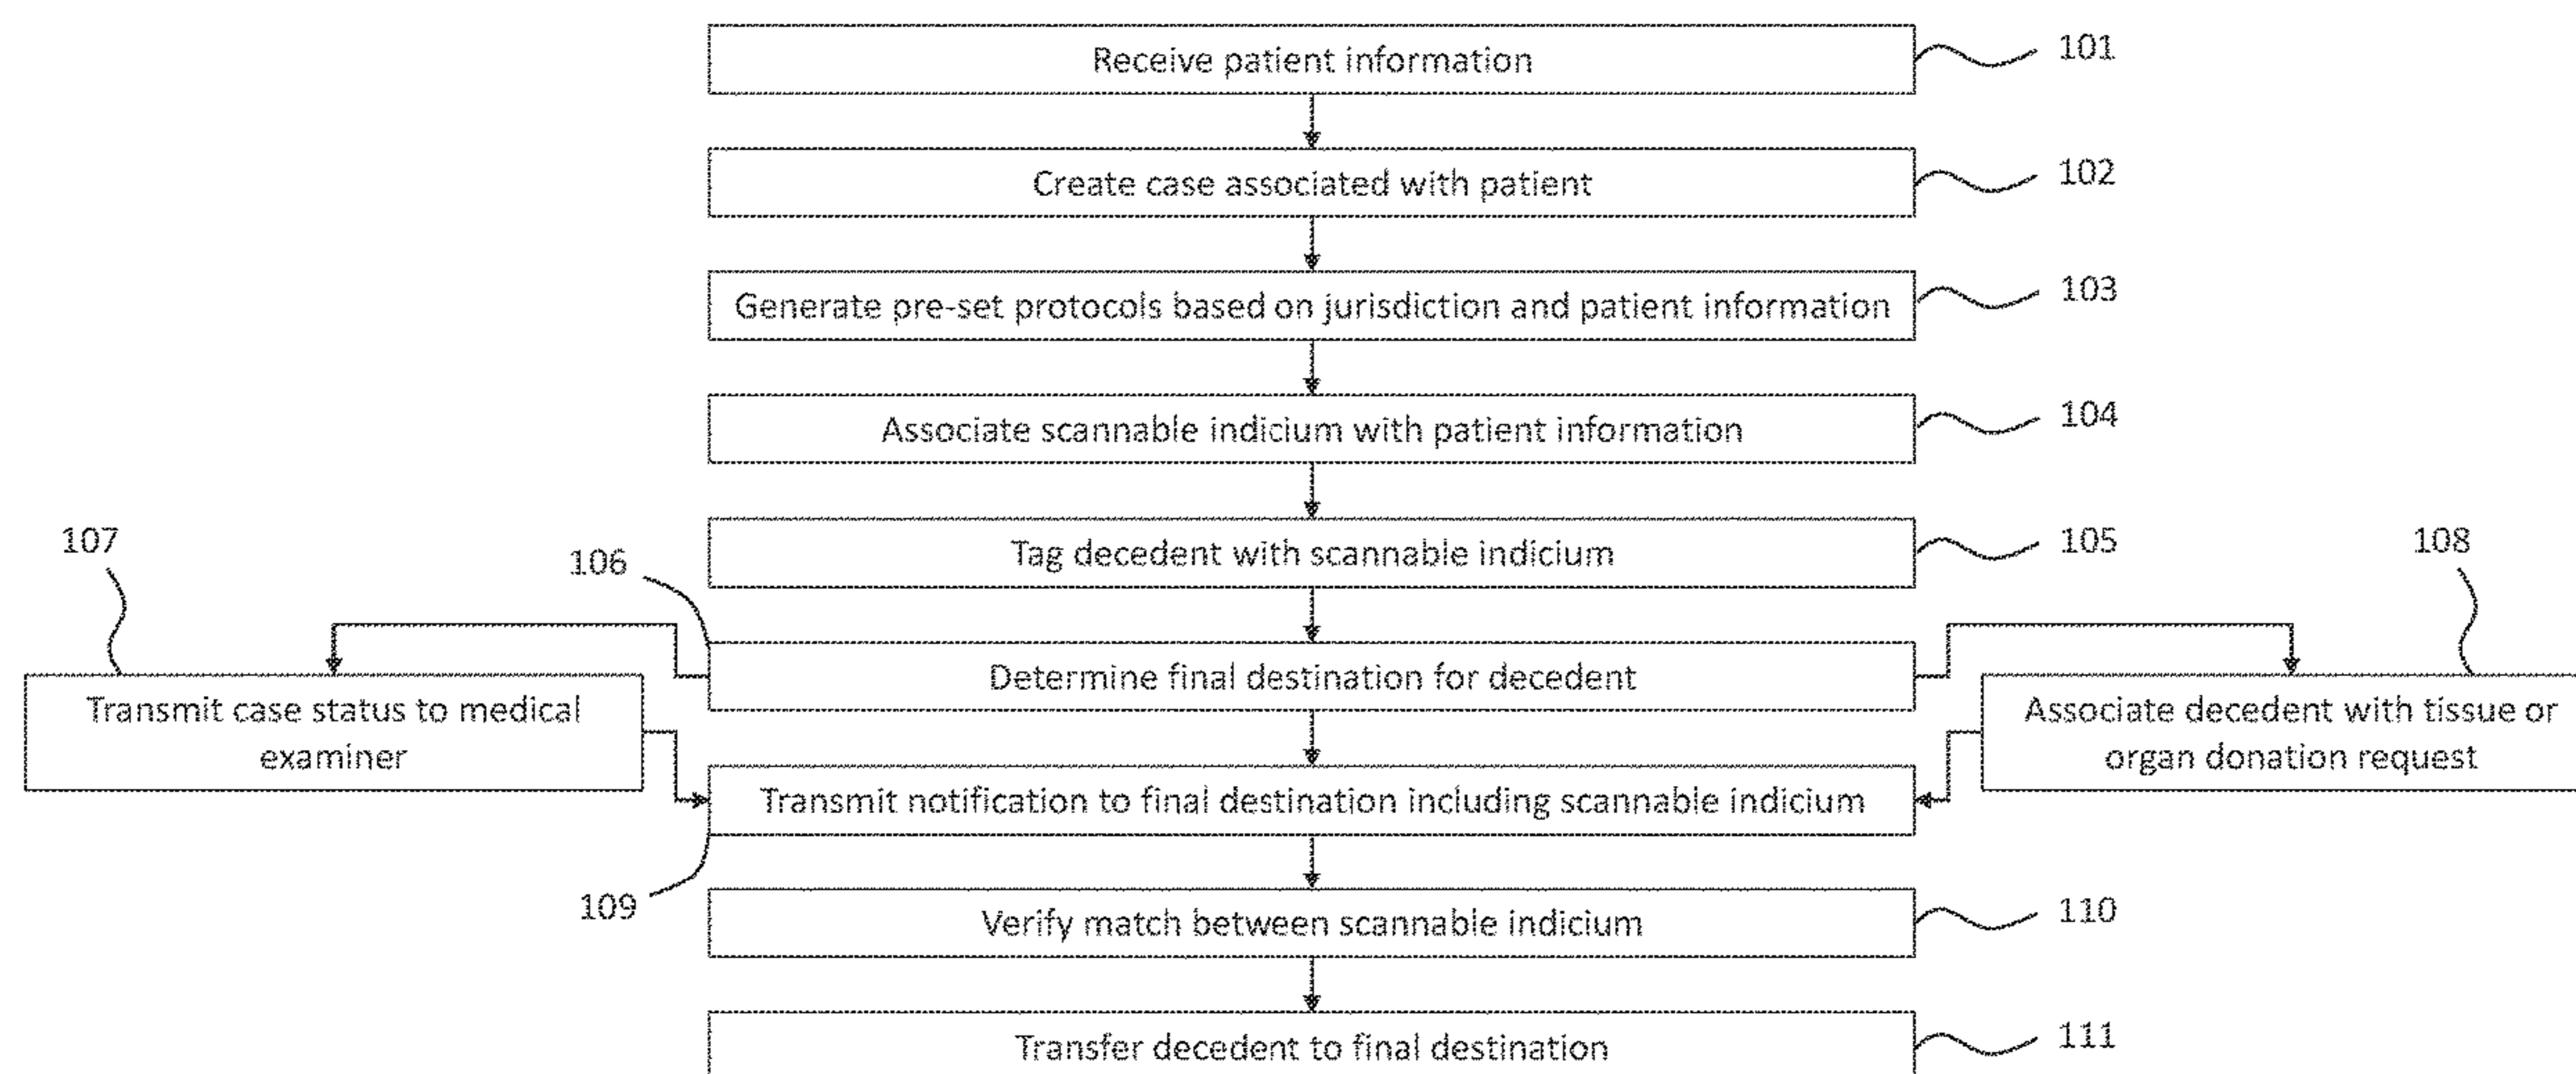 Receive patient information
101
Create case associated with patient
102
Generate pre-set protocols based on jurisdiction and patient information
103
Associate scannable indicium with patient information
104
Tag decedent with scannable indicium
105
106
Determine final destination for decedent
107
Transmit case status to medical
examiner
108
Associate decedent with tissue or
organ donation request
Transmit notification to final destination including scannable indicium
109
Verify match between scannable indicium
110
Transfer decedent to final destination
111